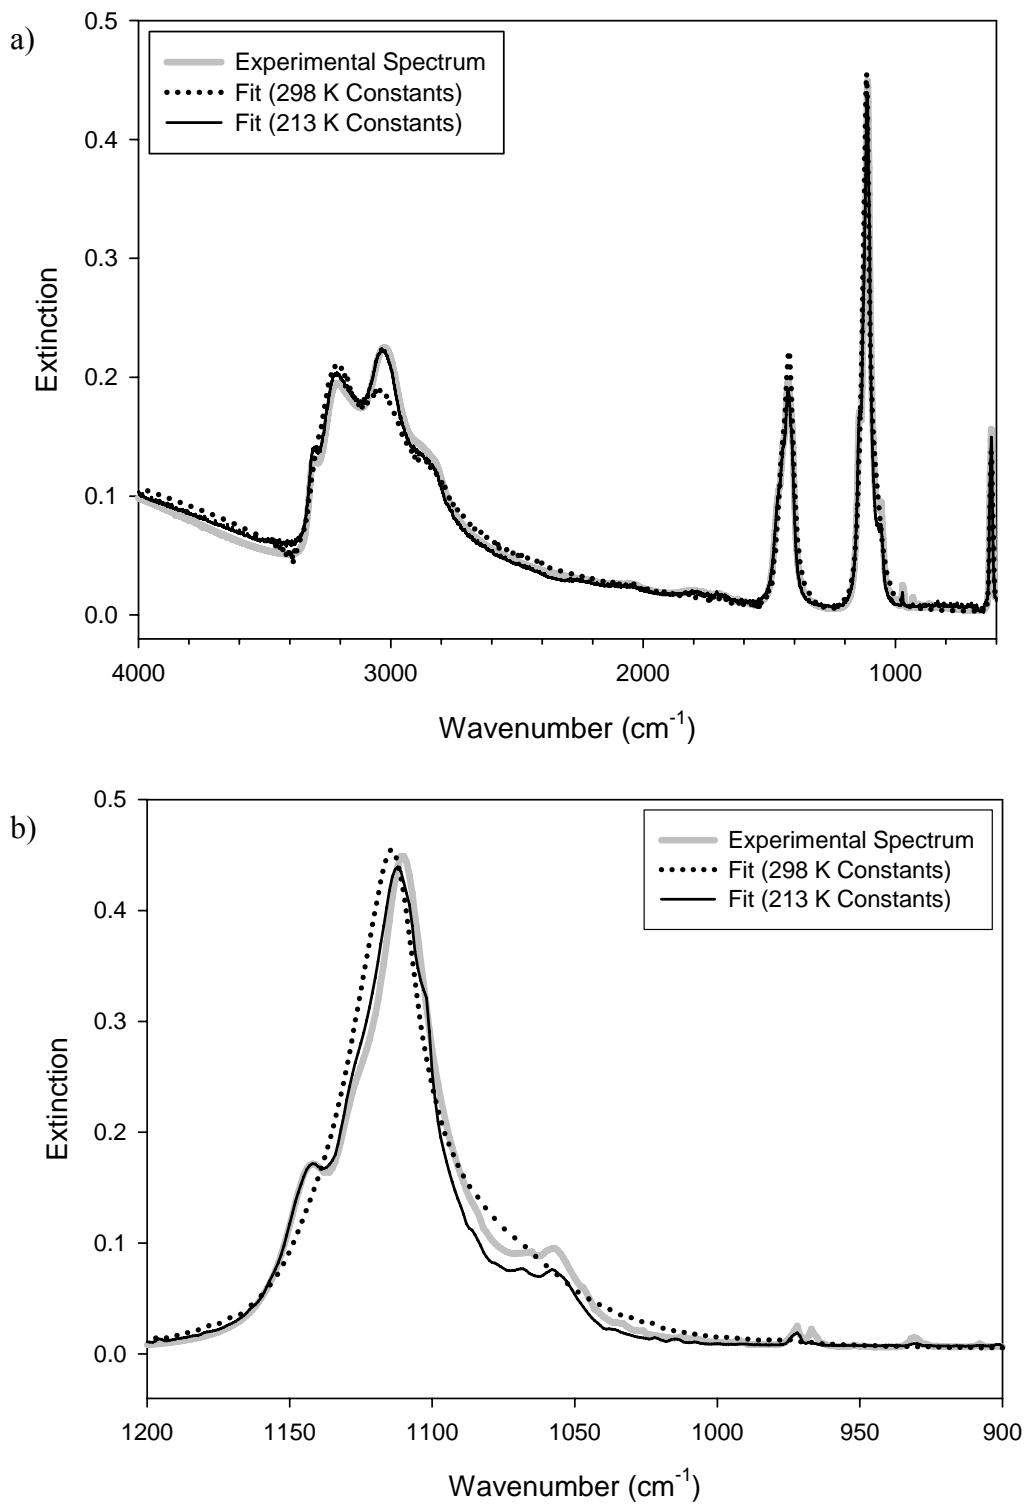 a)
0.5
0.4
0.3
0.2
0.1
0.0
Extinction
Experimental Spectrum
Fit (298 K Constants)
Fit (213 K Constants)
4000 3000 2000 1000
Wavenumber (cm⁻¹)
b)
0.5
0.4
0.3
0.2
0.1
0.0
Extinction
Experimental Spectrum
Fit (298 K Constants)
Fit (213 K Constants)
1200 1150 1100 1050 1000 950 900
Wavenumber (cm⁻¹)